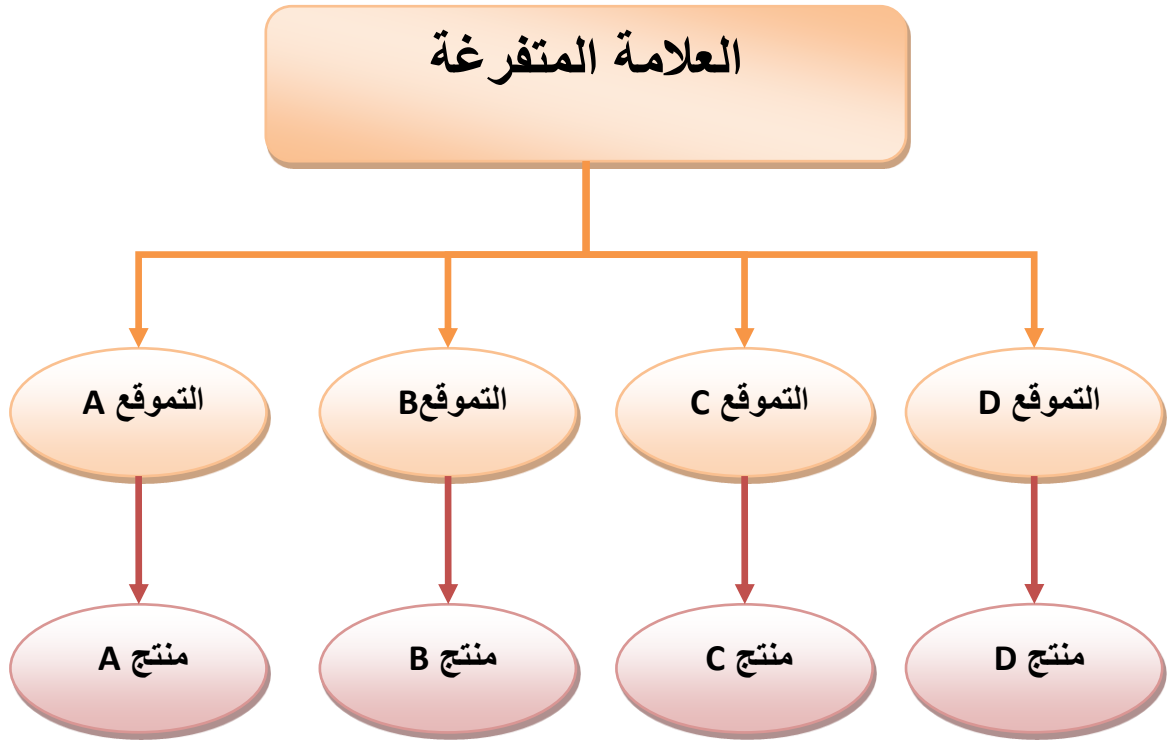 العلامة المتفرغة
التموقع A
التموقعB
التموقع C
التموقع D
منتج A
منتج B
منتج C
منتج D